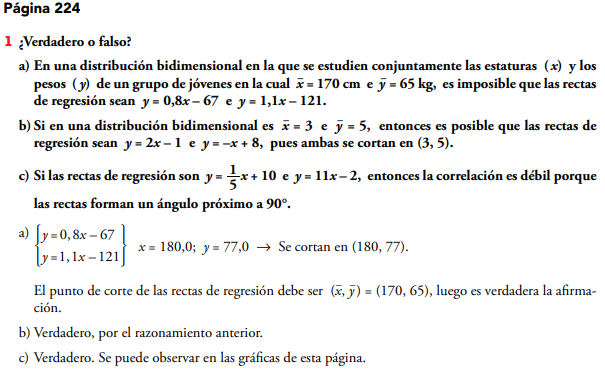 Página 224
1 ¿Verdadero o falso?
a) En una distribución bidimensional en la que se estudien conjuntamente las estaturas (x) y los
pesos (y) de un grupo de jóvenes en la cual x̄ = 170 cm e ȳ = 65 kg, es imposible que las rectas
de regresión sean y = 0,8x – 67 e y = 1,1x – 121.
b) Si en una distribución bidimensional es x̄ = 3 e ȳ = 5, entonces es posible que las rectas de
regresión sean y = 2x – 1 e y = –x + 8, pues ambas se cortan en (3, 5).
c) Si las rectas de regresión son y = 1/5 x + 10 e y = 11x – 2, entonces la correlación es débil porque
las rectas forman un ángulo próximo a 90°.
a) { y = 0,8x – 67
y = 1,1x – 121 } x = 180,0; y = 77,0 → Se cortan en (180, 77).
El punto de corte de las rectas de regresión debe ser (x̄, ȳ) = (170, 65), luego es verdadera la afirma-
ción.
b) Verdadero, por el razonamiento anterior.
c) Verdadero. Se puede observar en las gráficas de esta página.